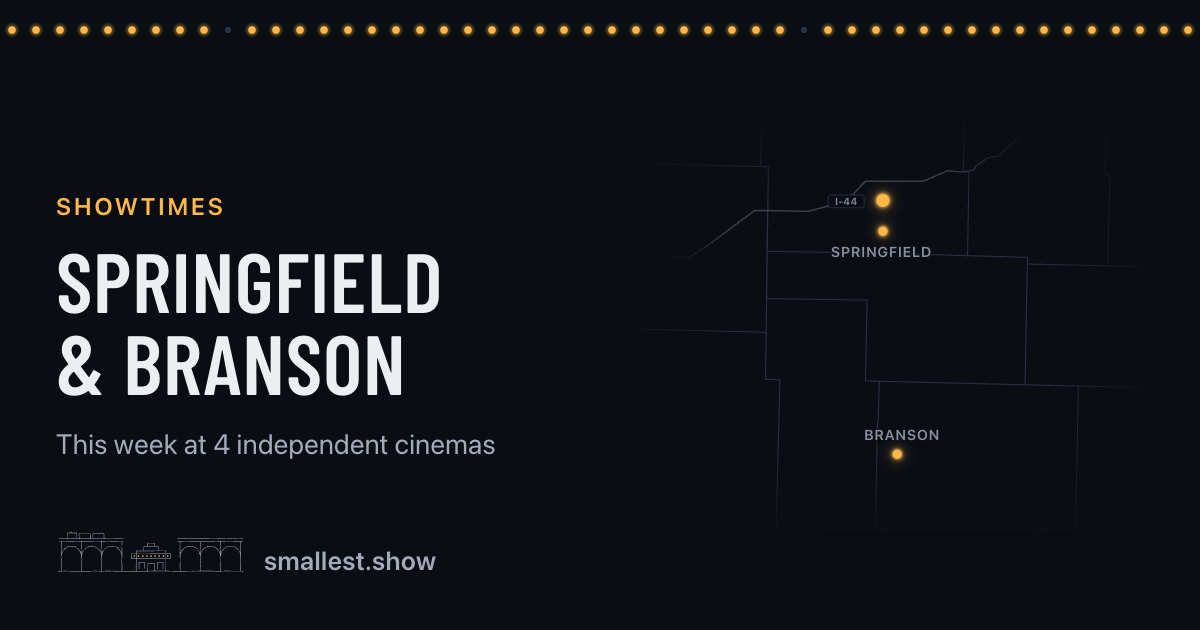 SHOWTIMES
SPRINGFIELD
& BRANSON
This week at 4 independent cinemas
smallest.show
I-44
SPRINGFIELD
BRANSON